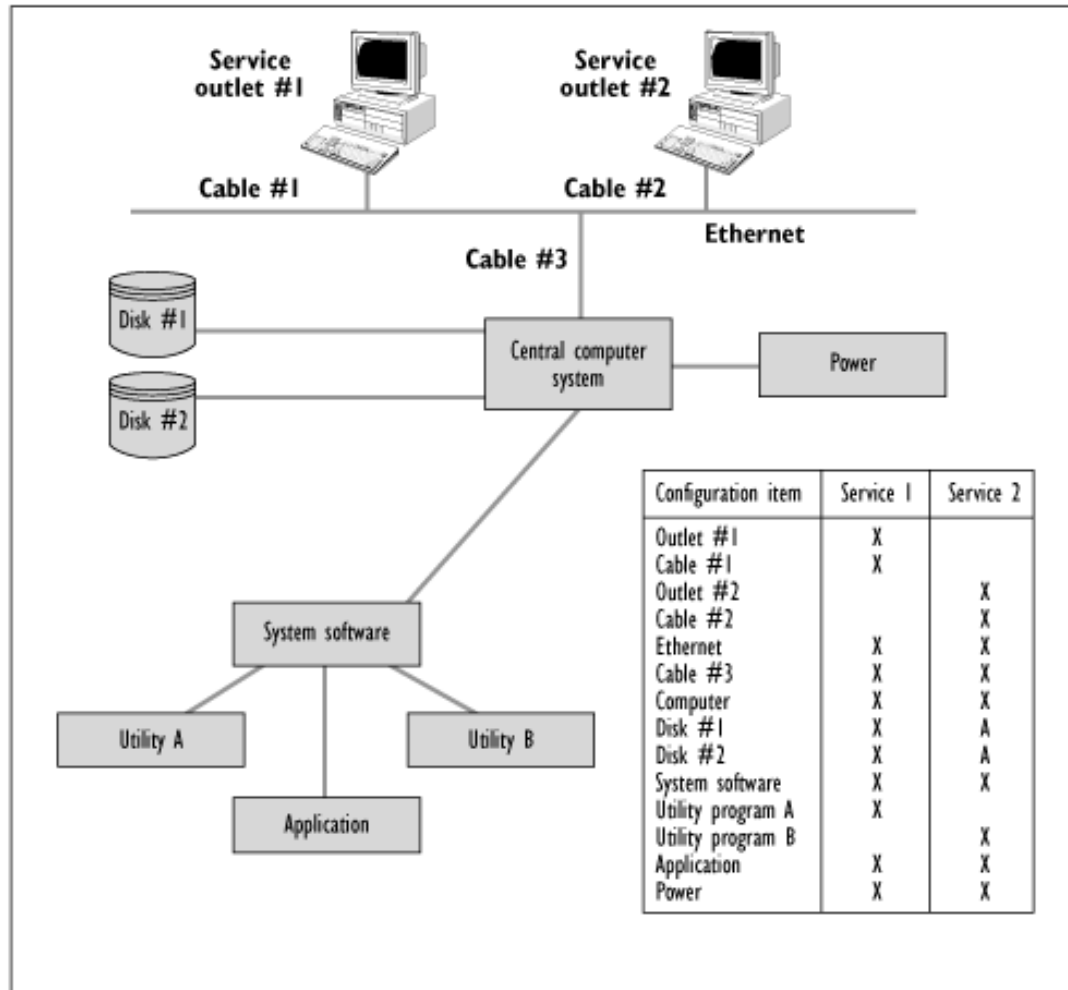 Service
outlet #1
Service
outlet #2
Cable #1
Cable #2
Ethernet
Cable #3
Disk #1
Central computer
system
Power
Disk #2
Configuration item Service 1 Service 2
Outlet #1 X
Cable #1 X
Outlet #2 X
Cable #2 X
Ethernet X X
Cable #3 X X
Computer X X
Disk #1 X A
Disk #2 X A
System software X X
Utility program A X
Utility program B X
Application X X
Power X X
System software
Utility A
Utility B
Application